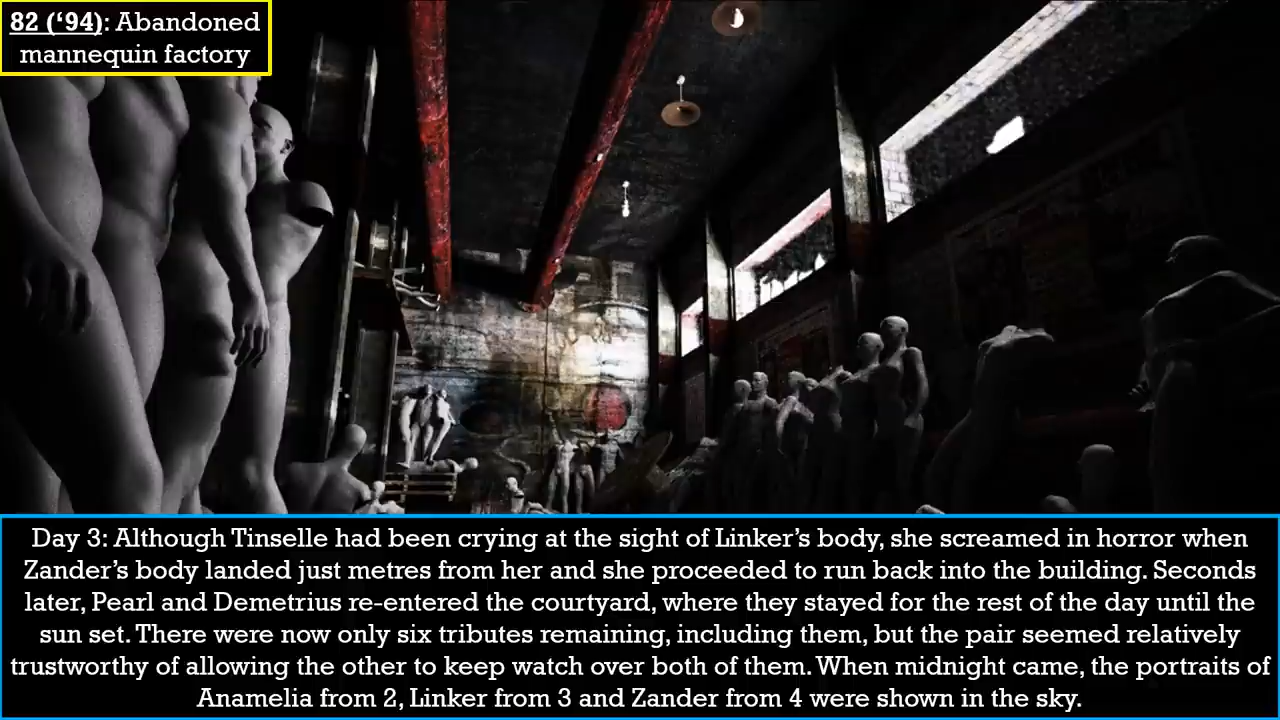 82 (‘94): Abandoned
mannequin factory
Day 3: Although Tinselle had been crying at the sight of Linker’s body, she screamed in horror when
Zander’s body landed just metres from her and she proceeded to run back into the building. Seconds
later, Pearl and Demetrius re-entered the courtyard, where they stayed for the rest of the day until the
sun set. There were now only six tributes remaining, including them, but the pair seemed relatively
trustworthy of allowing the other to keep watch over both of them. When midnight came, the portraits of
Anamelia from 2, Linker from 3 and Zander from 4 were shown in the sky.